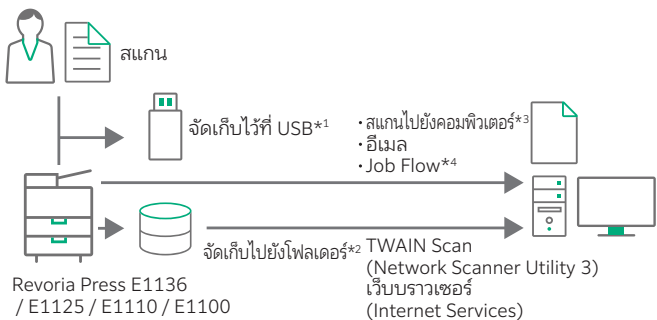 สแกน
จัดเก็บไว้ที่ USB*1
・สแกนไปยังคอมพิวเตอร์*3
・อีเมล
・Job Flow*4
จัดเก็บไปยังโฟลเดอร์*2
TWAIN Scan
(Network Scanner Utility 3)
เว็บบราวเซอร์
(Internet Services)
Revoria Press E1136
/ E1125 / E1110 / E1100